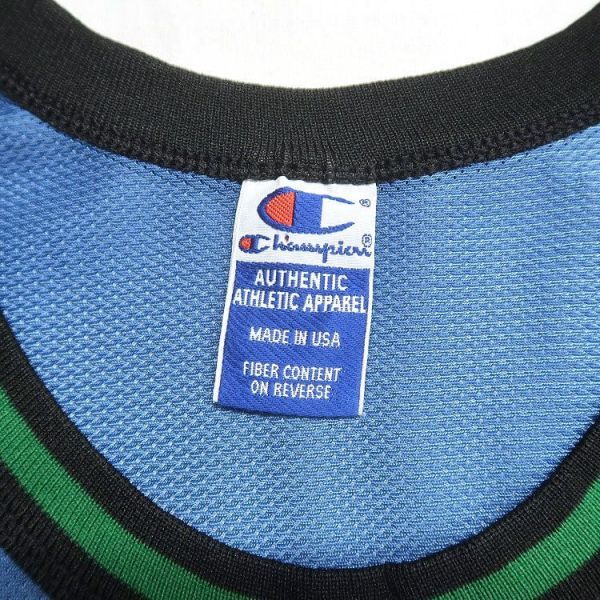 Champion®
AUTHENTIC
ATHLETIC APPAREL
MADE IN USA
FIBER CONTENT
ON REVERSE